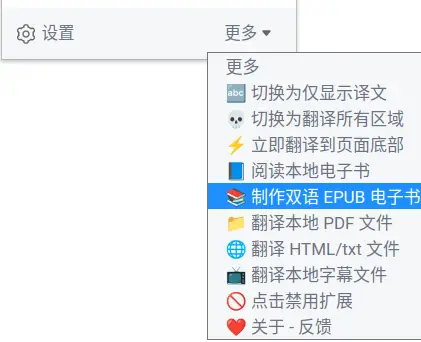 设置 更多
更多
切换为仅显示译文
切换为翻译所有区域
立即翻译到页面底部
阅读本地电子书
制作双语 EPUB 电子书
翻译本地 PDF 文件
翻译 HTML/txt 文件
翻译本地字幕文件
点击禁用扩展
关于 - 反馈